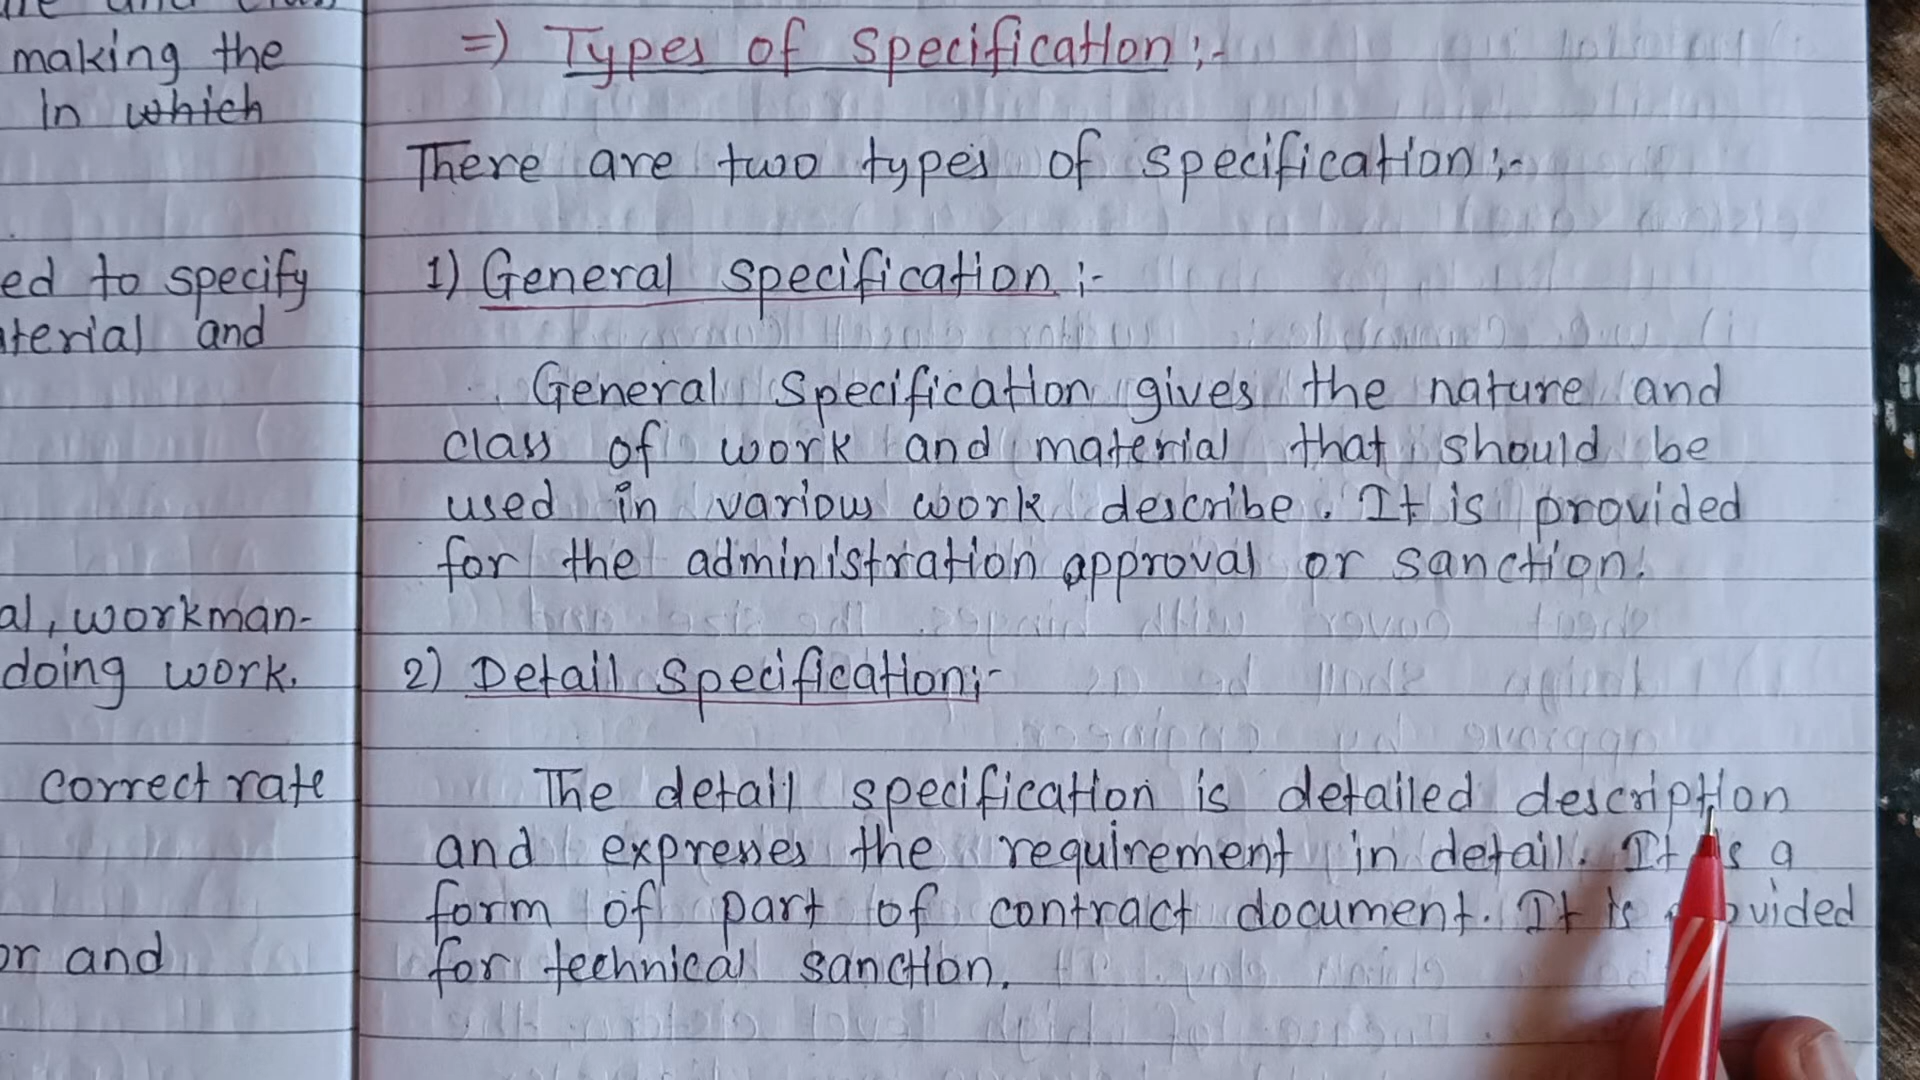 making the
In which
ed to specify
terial and
al, workman-
doing work.
correct rate
or and
=) Types of specification :-
There are two types of specification :-
1) General specification :-
General Specification gives the nature and
class of work and material that should be
used in various work describe. It is provided
for the administration approval or sanction.
2) Detail specification :-
The detail specification is detailed description
and expresses the requirement in detail. It is a
form of part of contract document. It is provided
for technical sanction.